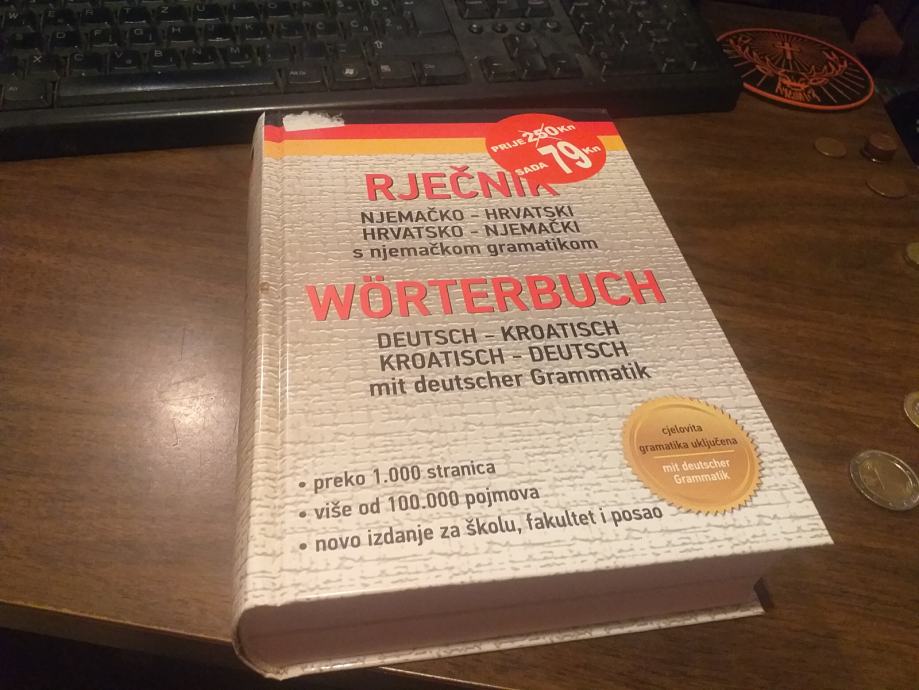 PRIJE 250 Kn
SADA 79 Kn
RJEČNIK
NJEMAČKO - HRVATSKI
HRVATSKO - NJEMAČKI
s njemačkom gramatikom
WÖRTERBUCH
DEUTSCH - KROATISCH
KROATISCH - DEUTSCH
mit deutscher Grammatik
cjelovita
gramatika uključena
mit deutscher
Grammatik
• preko 1.000 stranica
• više od 100.000 pojmova
• novo izdanje za školu, fakultet i posao